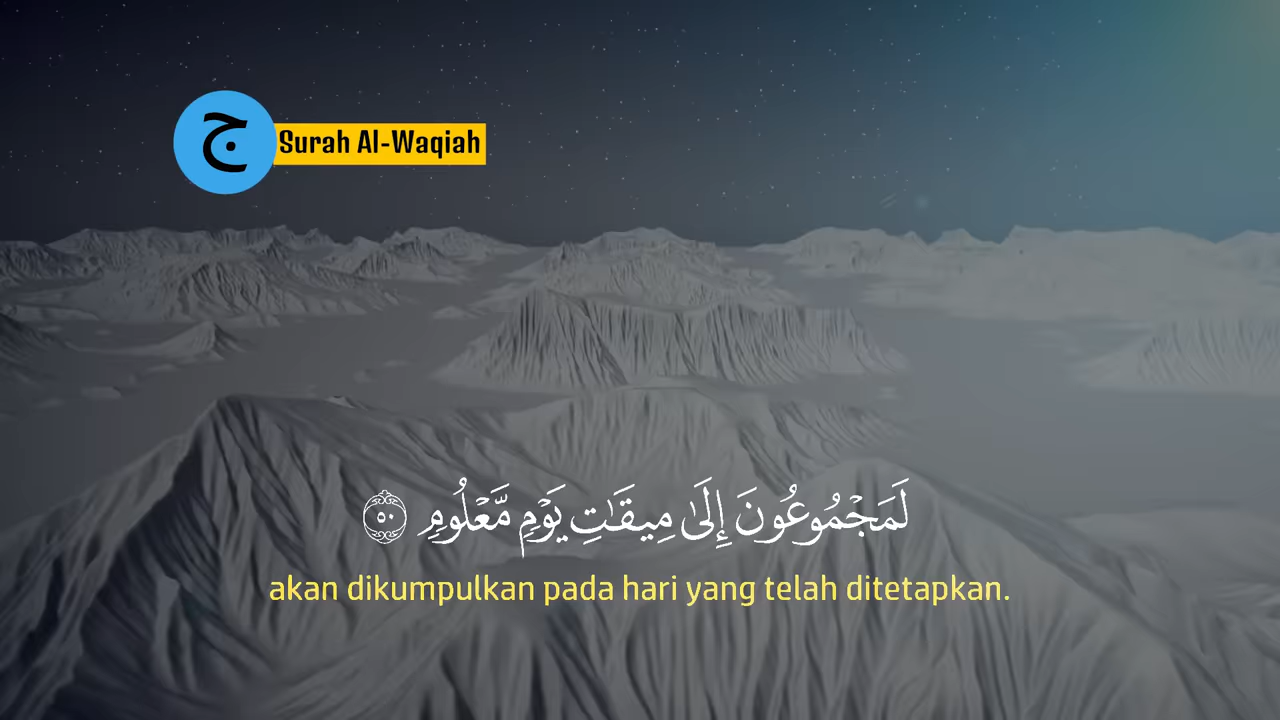 ج
Surah Al-Waqiah
لَمَجْمُوعُونَ إِلَىٰ مِيقَـٰتِ يَوْمٍ مَّعْلُومٍ ٥٠
akan dikumpulkan pada hari yang telah ditetapkan.